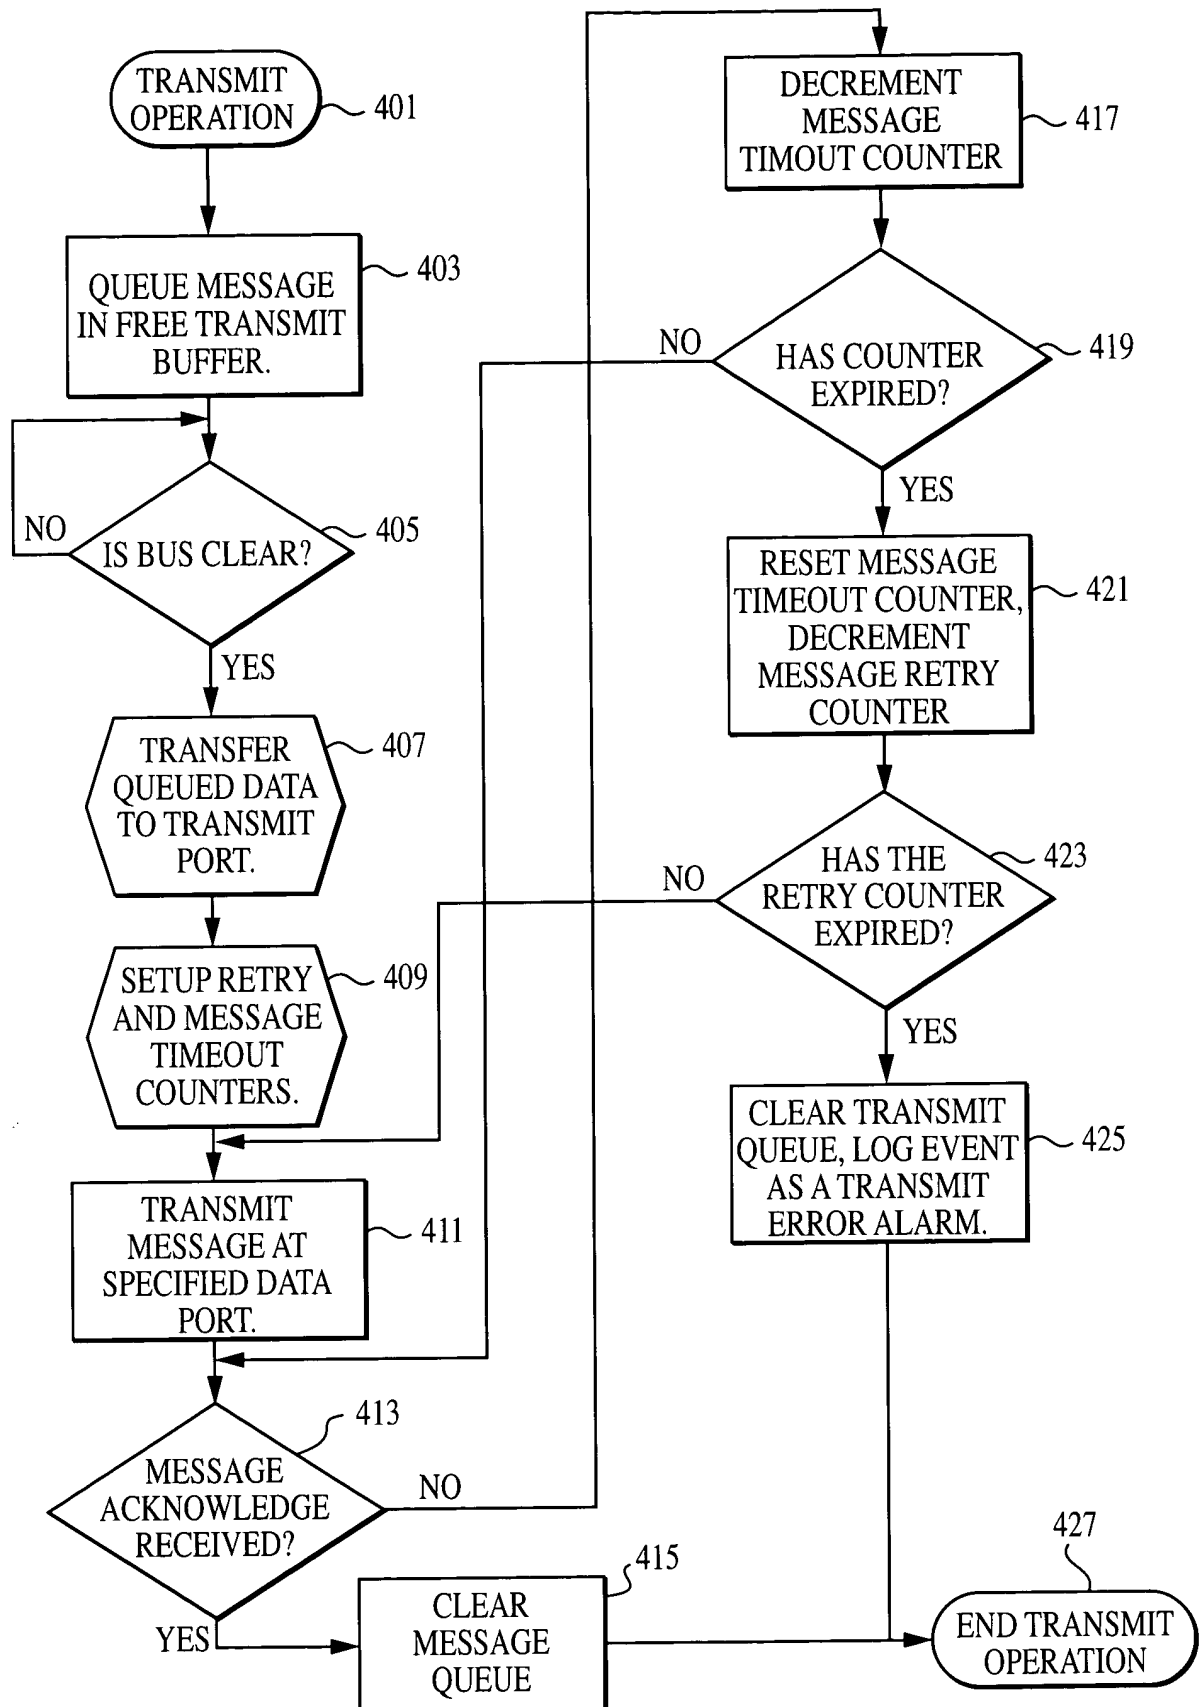 TRANSMIT
OPERATION
401
QUEUE MESSAGE
IN FREE TRANSMIT
BUFFER.
403
IS BUS CLEAR?
405
NO
YES
TRANSFER
QUEUED DATA
TO TRANSMIT
PORT.
407
SETUP RETRY
AND MESSAGE
TIMEOUT
COUNTERS.
409
TRANSMIT
MESSAGE AT
SPECIFIED DATA
PORT.
411
MESSAGE
ACKNOWLEDGE
RECEIVED?
413
NO
YES
CLEAR
MESSAGE
QUEUE
415
DECREMENT
MESSAGE
TIMOUT COUNTER
417
HAS COUNTER
EXPIRED?
419
NO
YES
RESET MESSAGE
TIMEOUT COUNTER,
DECREMENT
MESSAGE RETRY
COUNTER
421
HAS THE
RETRY COUNTER
EXPIRED?
423
NO
YES
CLEAR TRANSMIT
QUEUE, LOG EVENT
AS A TRANSMIT
ERROR ALARM.
425
427
END TRANSMIT
OPERATION